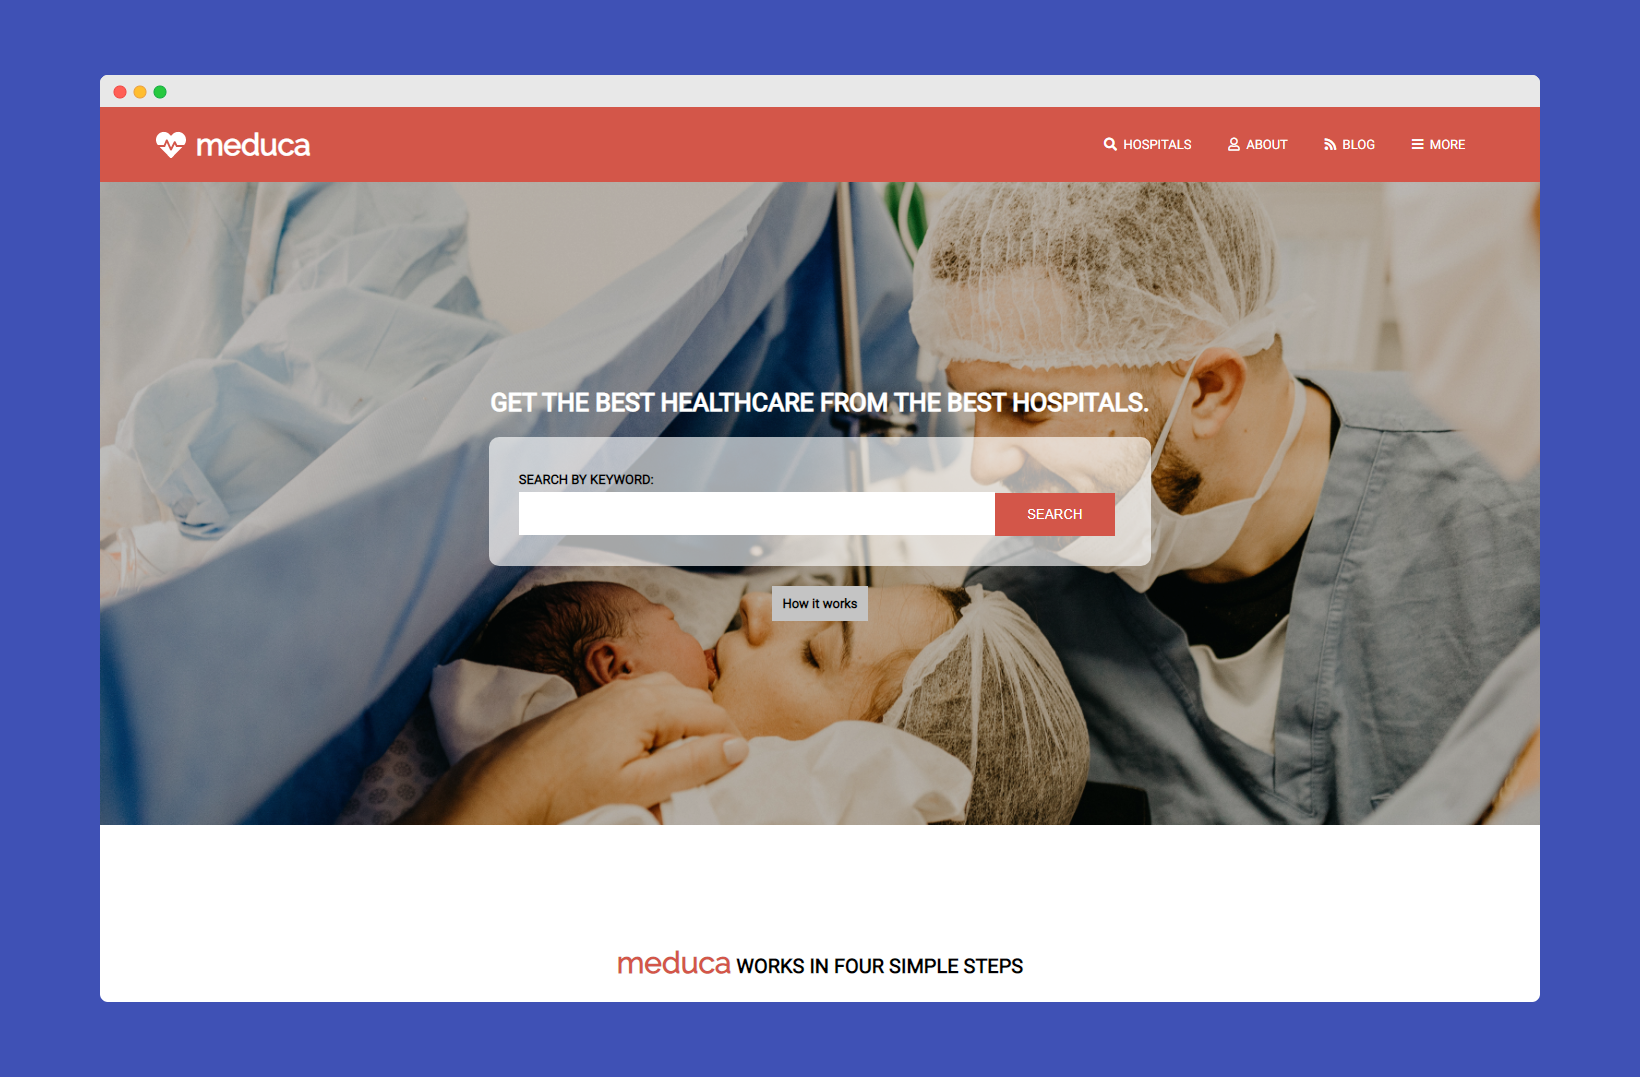 meduca
HOSPITALS
ABOUT
BLOG
MORE
GET THE BEST HEALTHCARE FROM THE BEST HOSPITALS.
SEARCH BY KEYWORD:
SEARCH
How it works
meduca WORKS IN FOUR SIMPLE STEPS